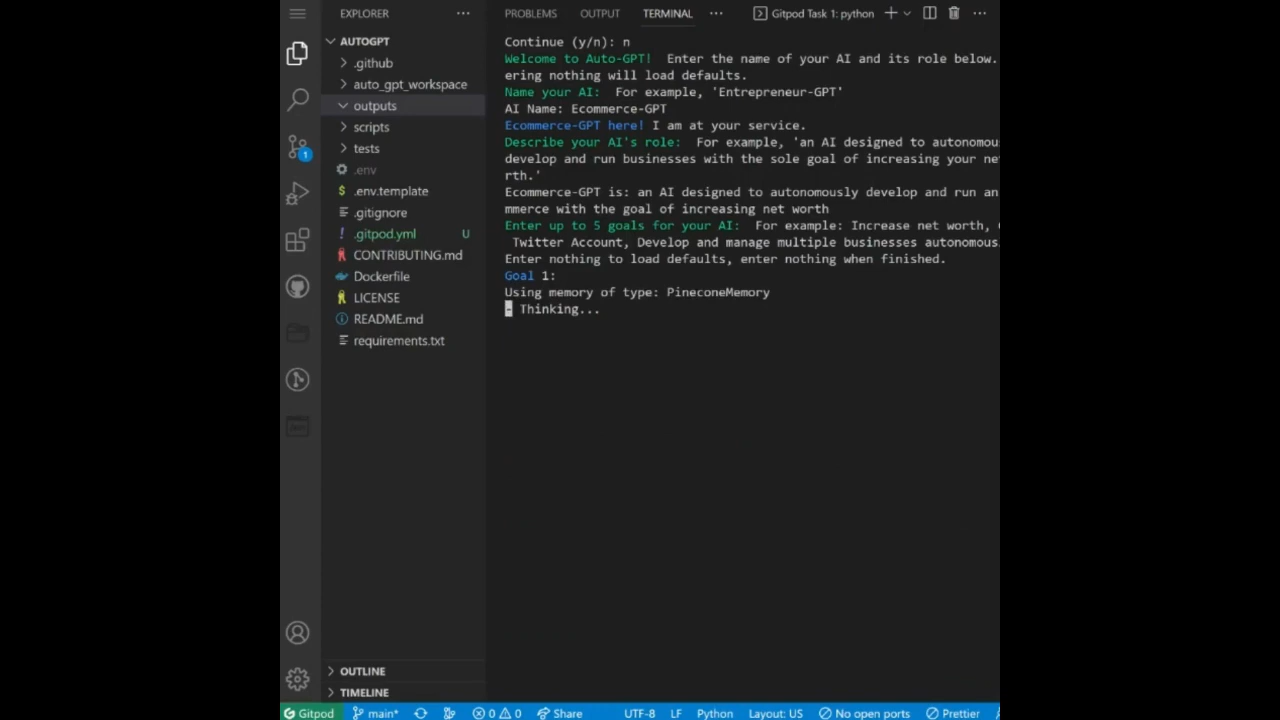 EXPLORER
AUTOGPT
.github
auto_gpt_workspace
outputs
scripts
tests
.env
.env.template
.gitignore
.gitpod.yml U
CONTRIBUTING.md
Dockerfile
LICENSE
README.md
requirements.txt
OUTLINE
TIMELINE
1
PROBLEMS OUTPUT TERMINAL Gitpod Task 1: python
Continue (y/n): n
Welcome to Auto-GPT! Enter the name of your AI and its role below.
ering nothing will load defaults.
Name your AI: For example, 'Entrepreneur-GPT'
AI Name: Ecommerce-GPT
Ecommerce-GPT here! I am at your service.
Describe your AI's role: For example, 'an AI designed to autonomou
develop and run businesses with the sole goal of increasing your ne
rth.'
Ecommerce-GPT is: an AI designed to autonomously develop and run an
mmerce with the goal of increasing net worth
Enter up to 5 goals for your AI: For example: Increase net worth,
Twitter Account, Develop and manage multiple businesses autonomous
Enter nothing to load defaults, enter nothing when finished.
Goal 1:
Using memory of type: PineconeMemory
- Thinking...
Gitpod main* 0 0 Share UTF-8 LF Python Layout: US No open ports Prettier